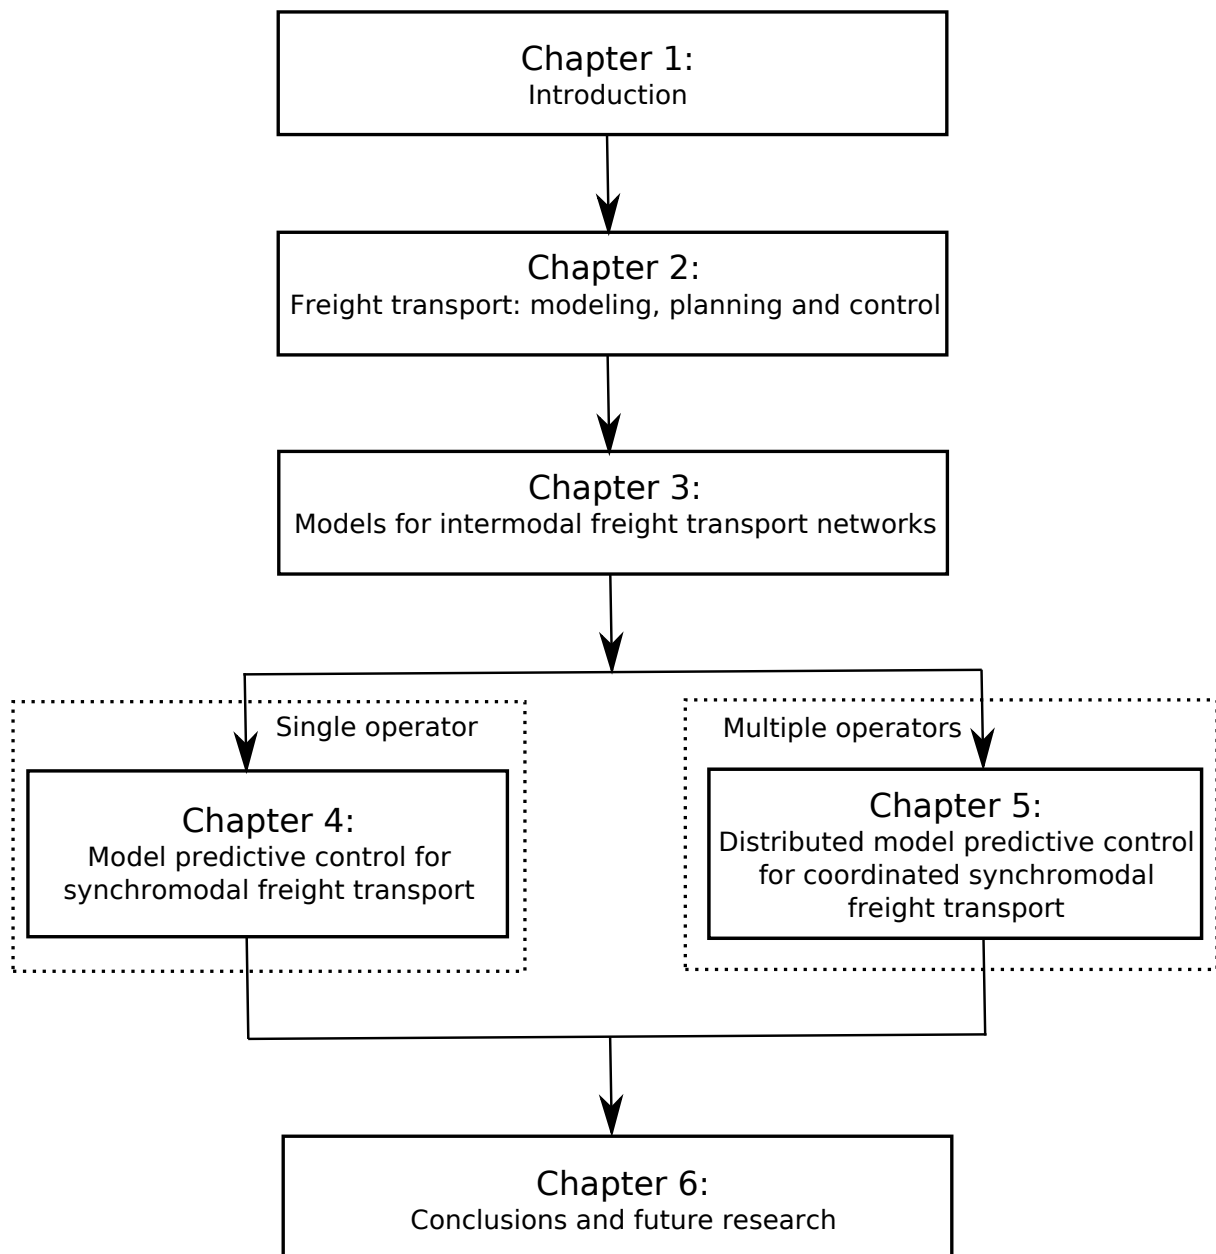 Chapter 1:
Introduction
Chapter 2:
Freight transport: modeling, planning and control
Chapter 3:
Models for intermodal freight transport networks
Single operator
Chapter 4:
Model predictive control for
synchromodal freight transport
Multiple operators
Chapter 5:
Distributed model predictive control
for coordinated synchromodal
freight transport
Chapter 6:
Conclusions and future research